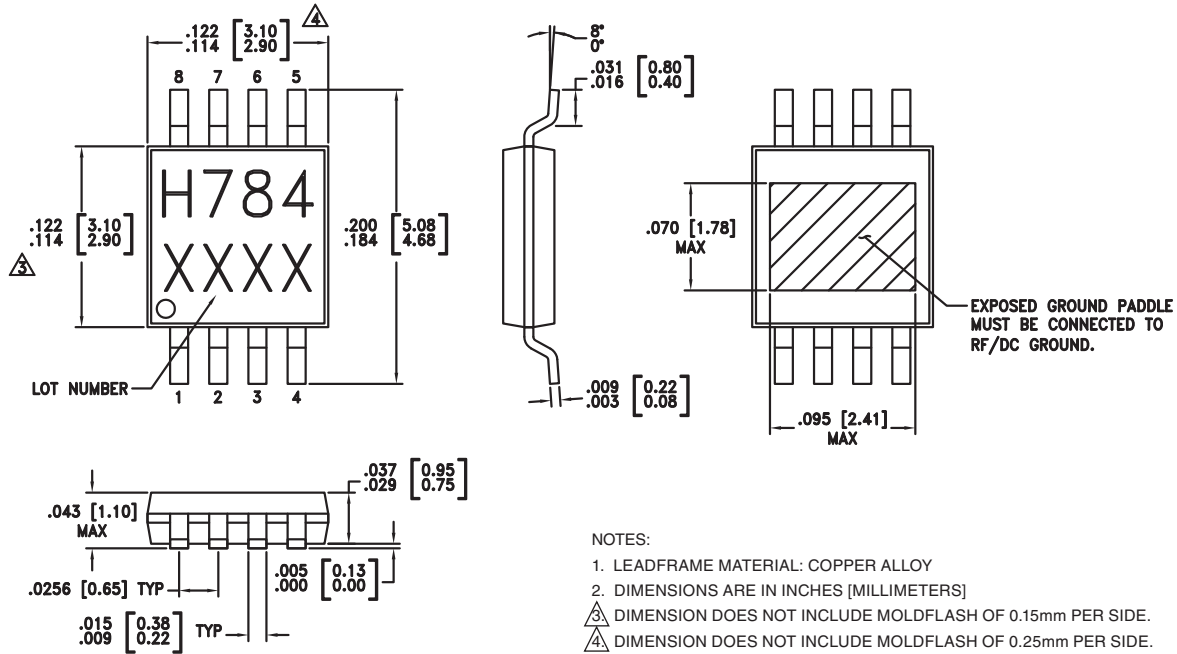 .122 [3.10]
.114 [2.90]
4
8 7 6 5
.122 [3.10]
.114 [2.90]
3
H784
XXXX
.200 [5.08]
.184 [4.68]
LOT NUMBER
1 2 3 4
8°
0°
.031 [0.80]
.016 [0.40]
.009 [0.22]
.003 [0.08]
.070 [1.78]
MAX
EXPOSED GROUND PADDLE
MUST BE CONNECTED TO
RF/DC GROUND.
.095 [2.41]
MAX
.037 [0.95]
.029 [0.75]
.043 [1.10]
MAX
.0256 [0.65] TYP
.005 [0.13]
.000 [0.00]
.015 [0.38] TYP
.009 [0.22]
NOTES:
1. LEADFRAME MATERIAL: COPPER ALLOY
2. DIMENSIONS ARE IN INCHES [MILLIMETERS]
3. DIMENSION DOES NOT INCLUDE MOLDFLASH OF 0.15mm PER SIDE.
4. DIMENSION DOES NOT INCLUDE MOLDFLASH OF 0.25mm PER SIDE.